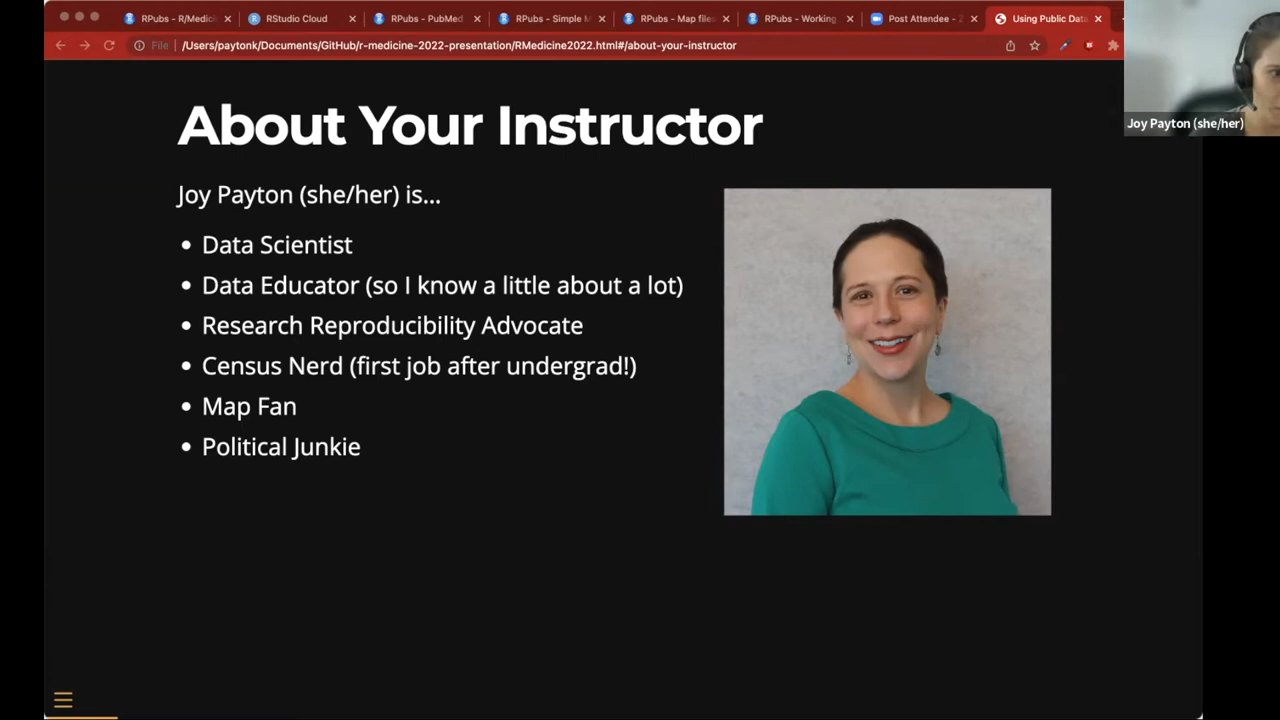 RPubs - R/Medic
RStudio Cloud
RPubs - PubMed
RPubs - Simple M
RPubs - Map file
RPubs - Working
Post Attendee - Z
Using Public Data
File
/Users/paytonk/Documents/GitHub/r-medicine-2022-presentation/RMedicine2022.html#/about-your-instructor
Joy Payton (she/her)
About Your Instructor
Joy Payton (she/her) is...
• Data Scientist
• Data Educator (so I know a little about a lot)
• Research Reproducibility Advocate
• Census Nerd (first job after undergrad!)
• Map Fan
• Political Junkie